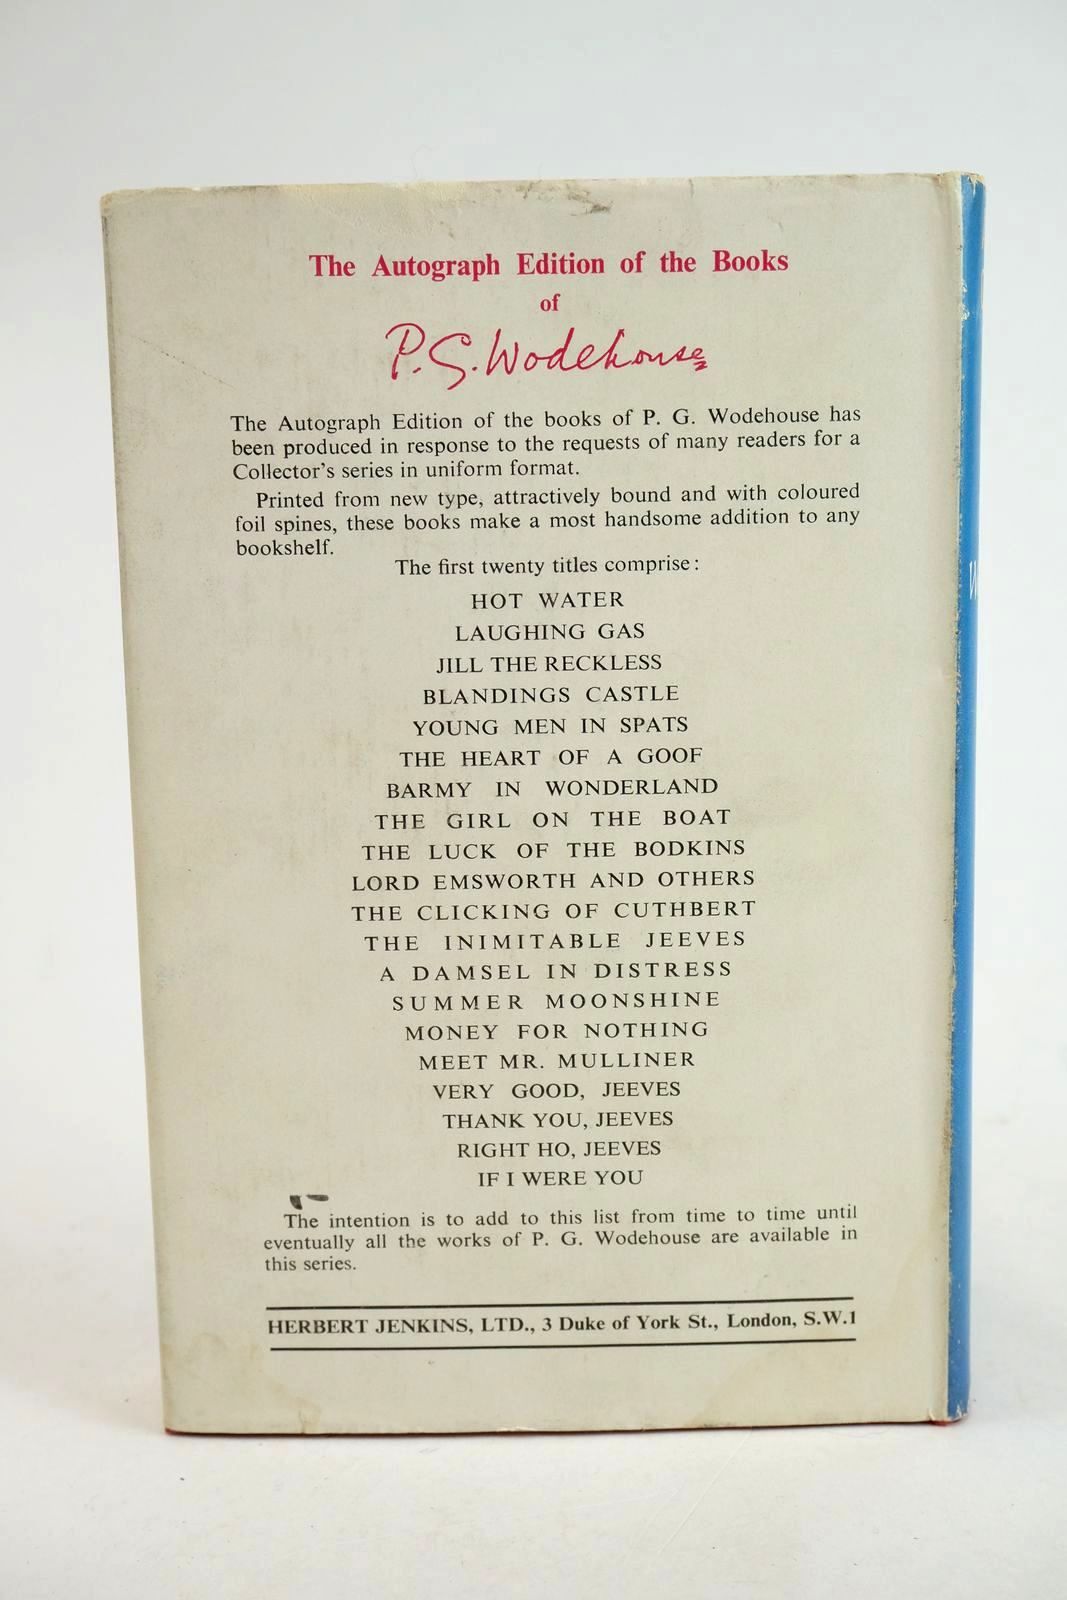 The Autograph Edition of the Books
of
P. G. Wodehouse
The Autograph Edition of the books of P. G. Wodehouse has
been produced in response to the requests of many readers for a
Collector's series in uniform format.
Printed from new type, attractively bound and with coloured
foil spines, these books make a most handsome addition to any
bookshelf.
The first twenty titles comprise:
HOT WATER
LAUGHING GAS
JILL THE RECKLESS
BLANDINGS CASTLE
YOUNG MEN IN SPATS
THE HEART OF A GOOF
BARMY IN WONDERLAND
THE GIRL ON THE BOAT
THE LUCK OF THE BODKINS
LORD EMSWORTH AND OTHERS
THE CLICKING OF CUTHBERT
THE INIMITABLE JEEVES
A DAMSEL IN DISTRESS
SUMMER MOONSHINE
MONEY FOR NOTHING
MEET MR. MULLINER
VERY GOOD, JEEVES
THANK YOU, JEEVES
RIGHT HO, JEEVES
IF I WERE YOU
The intention is to add to this list from time to time until
eventually all the works of P. G. Wodehouse are available in
this series.
HERBERT JENKINS, LTD., 3 Duke of York St., London, S.W.1